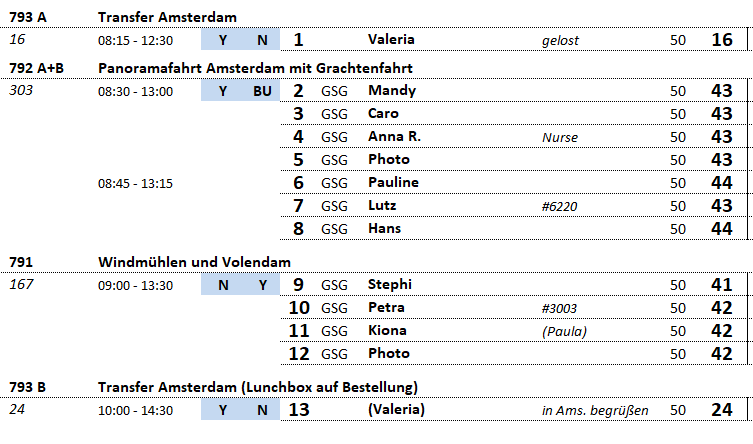 793 A Transfer Amsterdam
16 08:15 - 12:30 Y N 1 Valeria gelost 50 16
792 A+B Panoramafahrt Amsterdam mit Grachtenfahrt
303 08:30 - 13:00 Y BU 2 GSG Mandy 50 43
3 GSG Caro 50 43
4 GSG Anna R. Nurse 50 43
5 GSG Photo 50 43
08:45 - 13:15 6 GSG Pauline 50 44
7 GSG Lutz #6220 50 43
8 GSG Hans 50 44
791 Windmühlen und Volendam
167 09:00 - 13:30 N Y 9 GSG Stephi 50 41
10 GSG Petra #3003 50 42
11 GSG Kiona (Paula) 50 42
12 GSG Photo 50 42
793 B Transfer Amsterdam (Lunchbox auf Bestellung)
24 10:00 - 14:30 Y N 13 (Valeria) in Ams. begrüßen 50 24